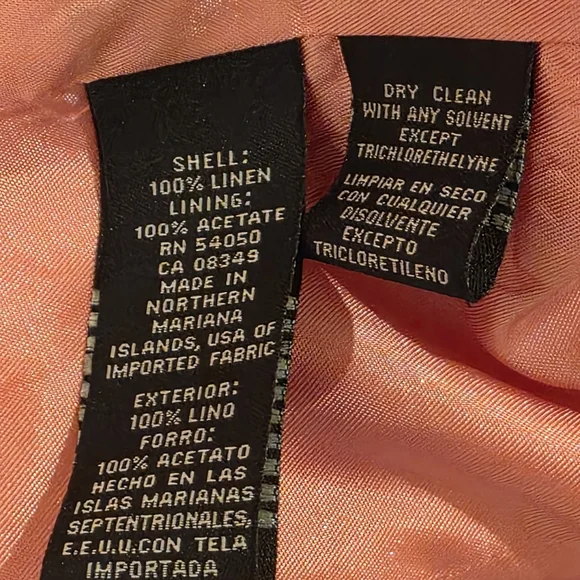 SHELL:
100% LINEN
LINING:
100% ACETATE
RN 54050
CA 08349
MADE IN
NORTHERN
MARIANA
ISLANDS, USA OF
IMPORTED FABRIC
EXTERIOR:
100% LINO
FORRO:
100% ACETATO
HECHO EN LAS
ISLAS MARIANAS
SEPTENTRIONALES,
E.E.U.U.CON TELA
IMPORTADA
DRY CLEAN
WITH ANY SOLVENT
EXCEPT
TRICHLORETHELYNE
LIMPIAR EN SECO
CON CUALQUIER
DISOLVENTE
EXCEPTO
TRICLORETILENO